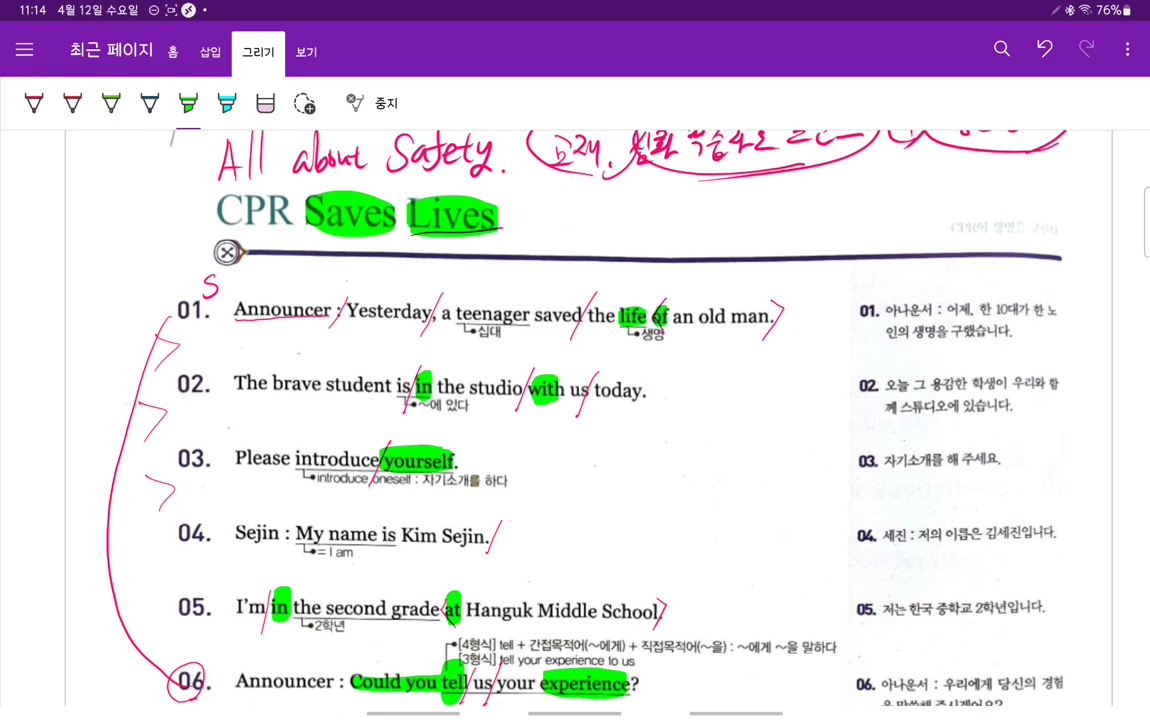 11:14 4월 12일 수요일 76%
최근 페이지 홈 삽입 그리기 보기
중지
All about Safety. (교재,
CPR Saves Lives
S
01. Announcer : Yesterday, a teenager saved the life of an old man.
십대 생명
01. 아나운서 : 어제, 한 10대가 한 노
인의 생명을 구했습니다.
02. The brave student is in the studio with us today.
~에 있다
02. 오늘 그 용감한 학생이 우리와 함
께 스튜디오에 있습니다.
03. Please introduce yourself.
introduce oneself : 자기소개를 하다
03. 자기소개를 해 주세요.
04. Sejin : My name is Kim Sejin.
= I am
04. 세진 : 저의 이름은 김세진입니다.
05. I'm in the second grade at Hanguk Middle School.
2학년
05. 저는 한국 중학교 2학년입니다.
[4형식] tell + 간접목적어(~에게) + 직접목적어(~을) : ~에게 ~을 말하다
[3형식] tell your experience to us
06. Announcer : Could you tell us your experience?
06. 아나운서 : 우리에게 당신의 경험